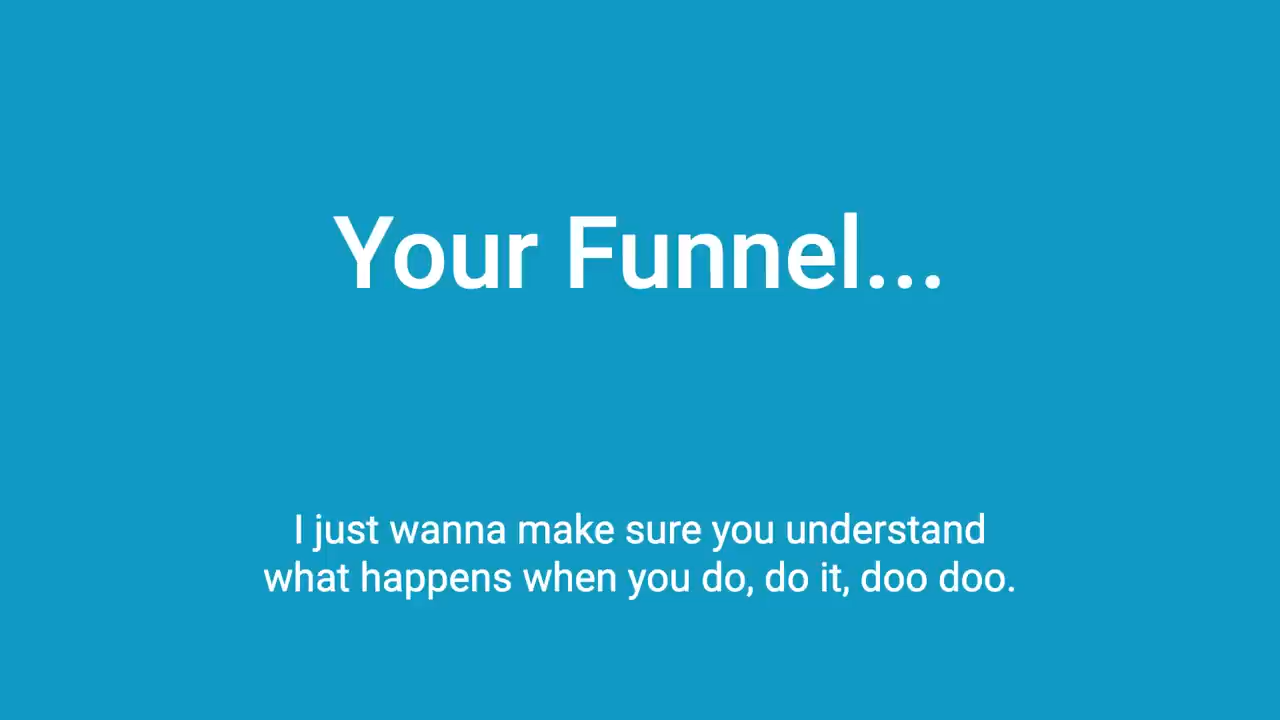 Your Funnel...
I just wanna make sure you understand
what happens when you do, do it, doo doo.